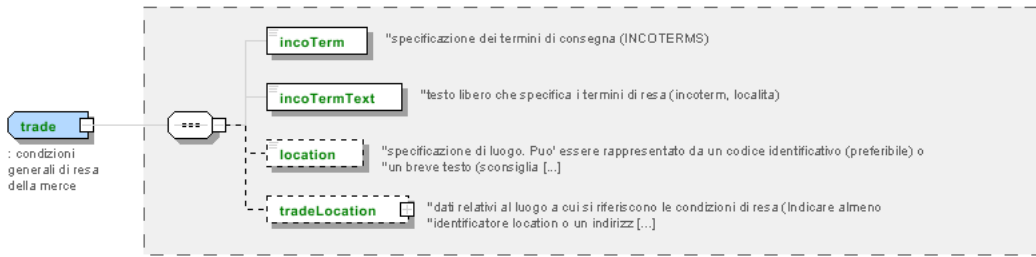 incoTerm
"specificazione dei termini di consegna (INCOTERMS)
incoTermText
"testo libero che specifica i termini di resa (incoterm, localita)
trade
: condizioni
generali di resa
della merce
location
"specificazione di luogo. Puo' essere rappresentato da un codice identificativo (preferibile) o
"un breve testo (sconsiglia [...]
tradeLocation
"dati relativi al luogo a cui si riferiscono le condizioni di resa (Indicare almeno
"identificatore location o un indirizz [...]